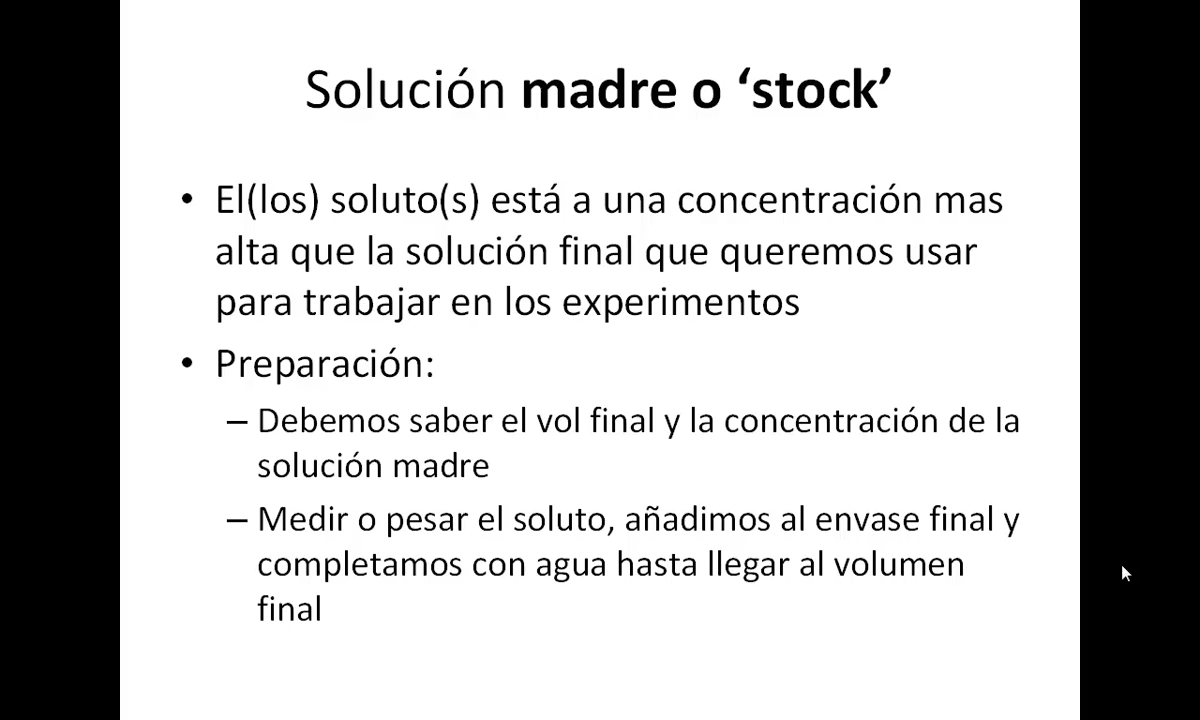 Solución madre o ‘stock’
• El(los) soluto(s) está a una concentración mas
alta que la solución final que queremos usar
para trabajar en los experimentos
• Preparación:
– Debemos saber el vol final y la concentración de la
solución madre
– Medir o pesar el soluto, añadimos al envase final y
completamos con agua hasta llegar al volumen
final